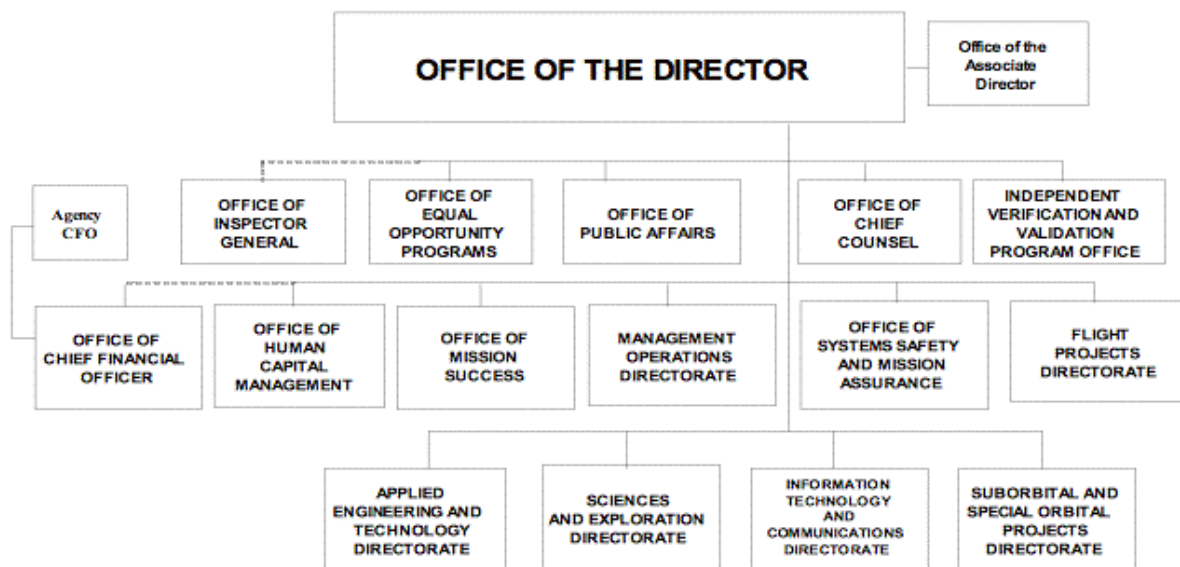 OFFICE OF THE DIRECTOR
Office of the
Associate
Director
OFFICE OF
INSPECTOR
GENERAL
OFFICE OF
EQUAL
OPPORTUNITY
PROGRAMS
OFFICE OF
PUBLIC AFFAIRS
OFFICE OF
CHIEF
COUNSEL
INDEPENDENT
VERIFICATION AND
VALIDATION
PROGRAM OFFICE
Agency
CFO
OFFICE OF
CHIEF FINANCIAL
OFFICER
OFFICE OF
HUMAN
CAPITAL
MANAGEMENT
OFFICE OF
MISSION
SUCCESS
MANAGEMENT
OPERATIONS
DIRECTORATE
OFFICE OF
SYSTEMS SAFETY
AND MISSION
ASSURANCE
FLIGHT
PROJECTS
DIRECTORATE
APPLIED
ENGINEERING AND
TECHNOLOGY
DIRECTORATE
SCIENCES
AND EXPLORATION
DIRECTORATE
INFORMATION
TECHNOLOGY
AND
COMMUNICATIONS
DIRECTORATE
SUBORBITAL AND
SPECIAL ORBITAL
PROJECTS
DIRECTORATE